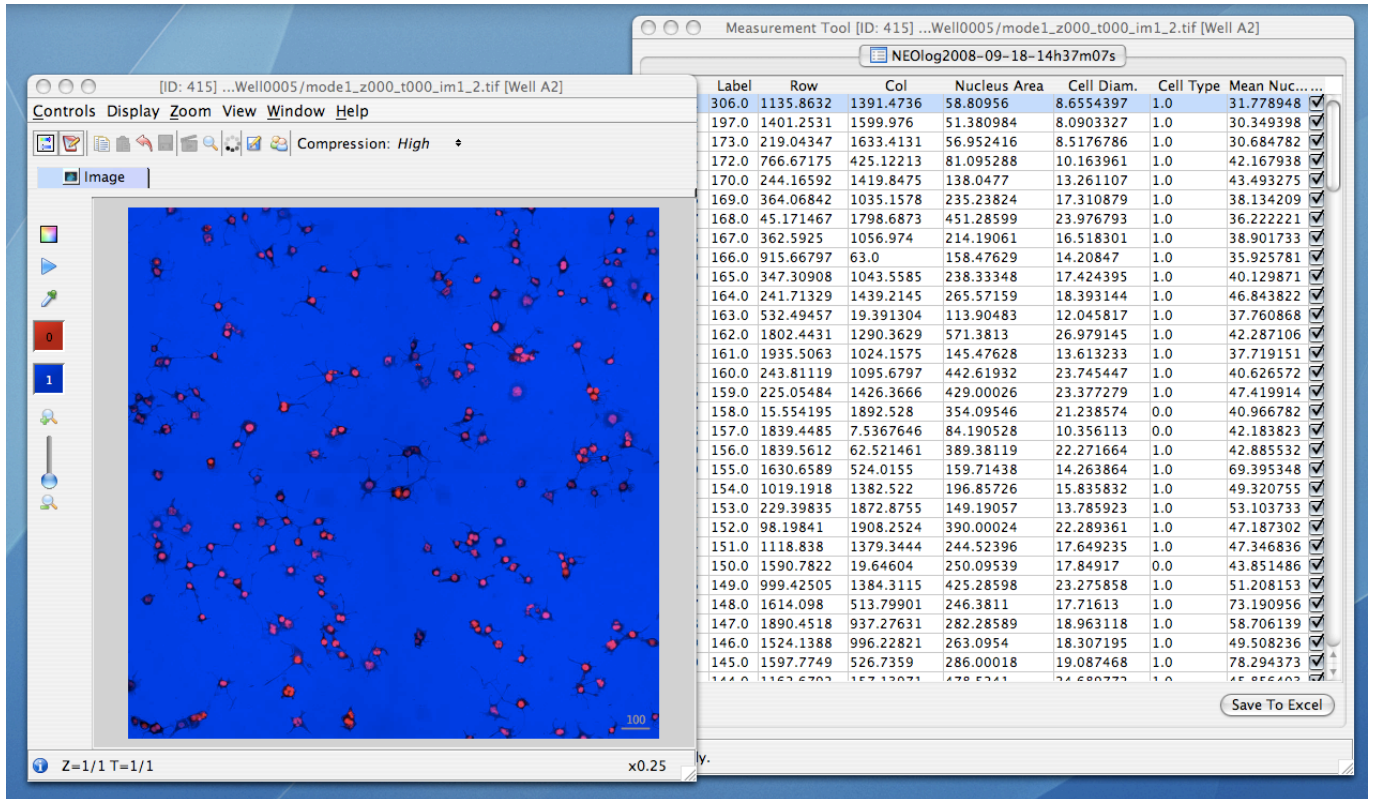 Measurement Tool [ID: 415] ...Well0005/mode1_z000_t000_im1_2.tif [Well A2]
NEOlog2008-09-18-14h37m07s
Label Row Col Nucleus Area Cell Diam. Cell Type Mean Nuc... ...
306.0 1135.8632 1391.4736 58.80956 8.6554397 1.0 31.778948
197.0 1401.2531 1599.976 51.380984 8.0903327 1.0 30.349398
173.0 219.04347 1633.4131 56.952416 8.5176786 1.0 30.684782
172.0 766.67175 425.12213 81.095288 10.163961 1.0 42.167938
170.0 244.16592 1419.8475 138.0477 13.261107 1.0 43.493275
169.0 364.06842 1035.1578 235.23824 17.310879 1.0 38.134209
168.0 45.171467 1798.6873 451.28599 23.976793 1.0 36.222221
167.0 362.5925 1056.974 214.19061 16.518301 1.0 38.901733
166.0 915.66797 63.0 158.47629 14.20847 1.0 35.925781
165.0 347.30908 1043.5585 238.33348 17.424395 1.0 40.129871
164.0 241.71329 1439.2145 265.57159 18.393144 1.0 46.843822
163.0 532.49457 19.391304 113.90483 12.045817 1.0 37.760868
162.0 1802.4431 1290.3629 571.3813 26.979145 1.0 42.287106
161.0 1935.5063 1024.1575 145.47628 13.613233 1.0 37.719151
160.0 243.81119 1095.6797 442.61932 23.745447 1.0 40.626572
159.0 225.05484 1426.3666 429.00026 23.377279 1.0 47.419914
158.0 15.554195 1892.528 354.09546 21.238574 0.0 40.966782
157.0 1839.4485 7.5367646 84.190528 10.356113 0.0 42.183823
156.0 1839.5612 62.521461 389.38119 22.271664 1.0 42.885532
155.0 1630.6589 524.0155 159.71438 14.263864 1.0 69.395348
154.0 1019.1918 1382.522 196.85726 15.835832 1.0 49.320755
153.0 229.39835 1872.8755 149.19057 13.785923 1.0 53.103733
152.0 98.19841 1908.2524 390.00024 22.289361 1.0 47.187302
151.0 1118.838 1379.3444 244.52396 17.649235 1.0 47.346836
150.0 1590.7822 19.64604 250.09539 17.84917 0.0 43.851486
149.0 999.42505 1384.3115 425.28598 23.275858 1.0 51.208153
148.0 1614.098 513.79901 246.3811 17.71613 1.0 73.190956
147.0 1890.4518 937.27631 282.28589 18.963118 1.0 58.706139
146.0 1524.1388 996.22821 263.0954 18.307195 1.0 49.508236
145.0 1597.7749 526.7359 286.00018 19.087468 1.0 78.294373
Save To Excel
ly.
[ID: 415] ...Well0005/mode1_z000_t000_im1_2.tif [Well A2]
Controls Display Zoom View Window Help
Compression: High
Image
0
1
100
Z=1/1 T=1/1 x0.25